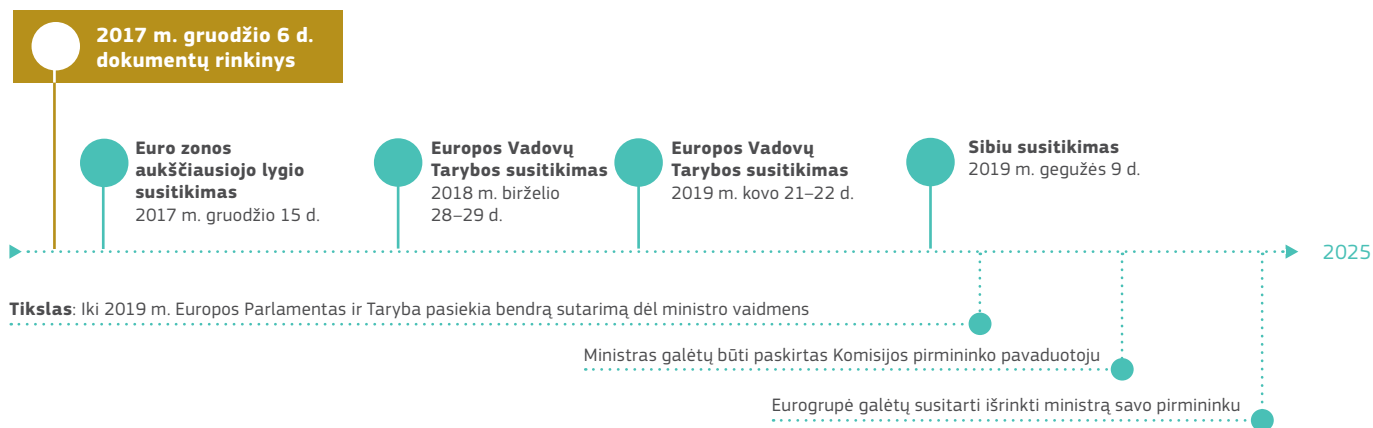 2017 m. gruodžio 6 d.
dokumentų rinkinys
Euro zonos
aukščiausiojo lygio
susitikimas
2017 m. gruodžio 15 d.
Europos Vadovų
Tarybos susitikimas
2018 m. birželio
28–29 d.
Europos Vadovų
Tarybos susitikimas
2019 m. kovo 21–22 d.
Sibiu susitikimas
2019 m. gegužės 9 d.
2025
Tikslas: Iki 2019 m. Europos Parlamentas ir Taryba pasiekia bendrą sutarimą dėl ministro vaidmens
Ministras galėtų būti paskirtas Komisijos pirmininko pavaduotoju
Eurogrupė galėtų susitarti išrinkti ministrą savo pirmininku